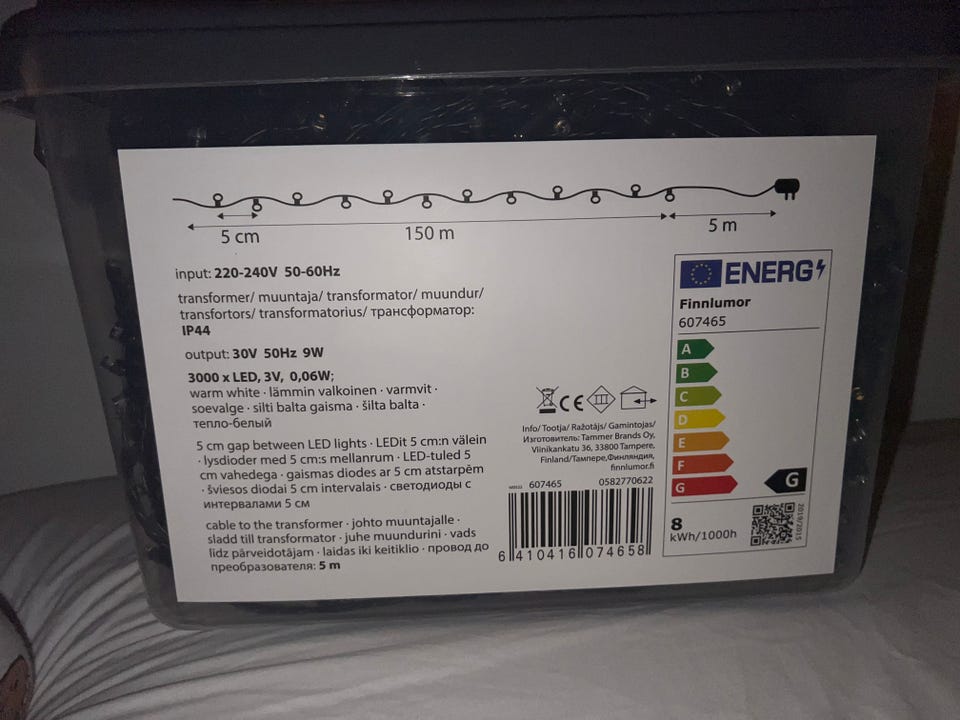 5 cm
150 m
5 m
input: 220-240V 50-60Hz
transformer/ muuntaja/ transformator/ muundur/
transfortors/ transformatorius/ трансформатор:
IP44
output: 30V 50Hz 9W
3000 x LED, 3V, 0,06W;
warm white · lämmin valkoinen · varmvit ·
soevalge · silti balta gaisma · šilta balta ·
тепло-белый
5 cm gap between LED lights · LEDit 5 cm:n välein
· lysdioder med 5 cm:s mellanrum · LED-tuled 5
cm vahedega · gaismas diodes ar 5 cm atstarpēm
· šviesos diodai 5 cm intervalais · светодиоды с
интервалами 5 см
cable to the transformer · johto muuntajalle ·
sladd till transformator · juhe muundurini · vads
līdz pārveidotājam · laidas iki keitiklio · провод до
преобразователя: 5 m
CE
III
Info/ Tootja/ Ražotājs/ Gamintojas/
Изготовитель: Tammer Brands Oy,
Viinikankatu 36, 33800 Tampere,
Finland/Тампере,Финляндия,
finnlumor.fi
607465 0582770622
6 410416 074658
ENERG
Finnlumor
607465
A
B
C
D
E
F
G
G
8
kWh/1000h
2019/2015